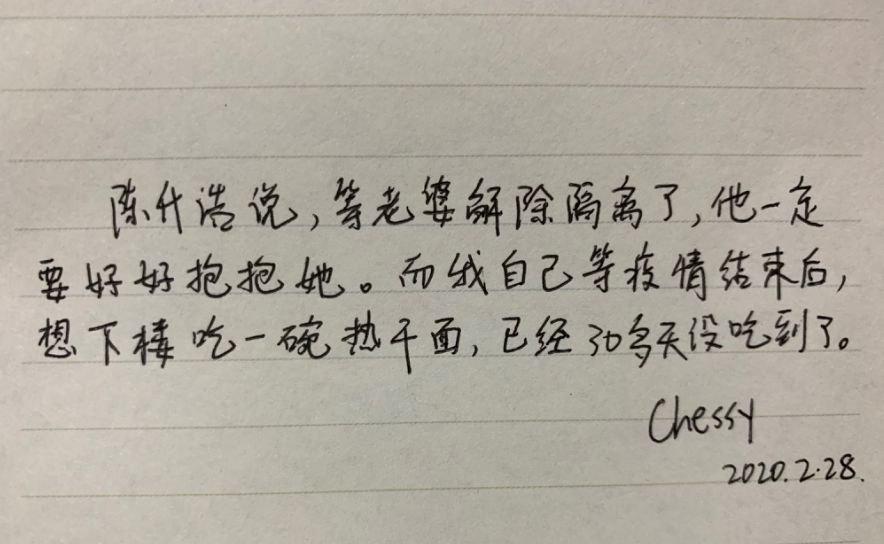 陈什浩说，等老婆解除隔离了，他一定
要好好抱抱她。而我自己等疫情结束后，
想下楼吃一碗热干面，已经30多天没吃到了。
Chessy
2020.2.28.